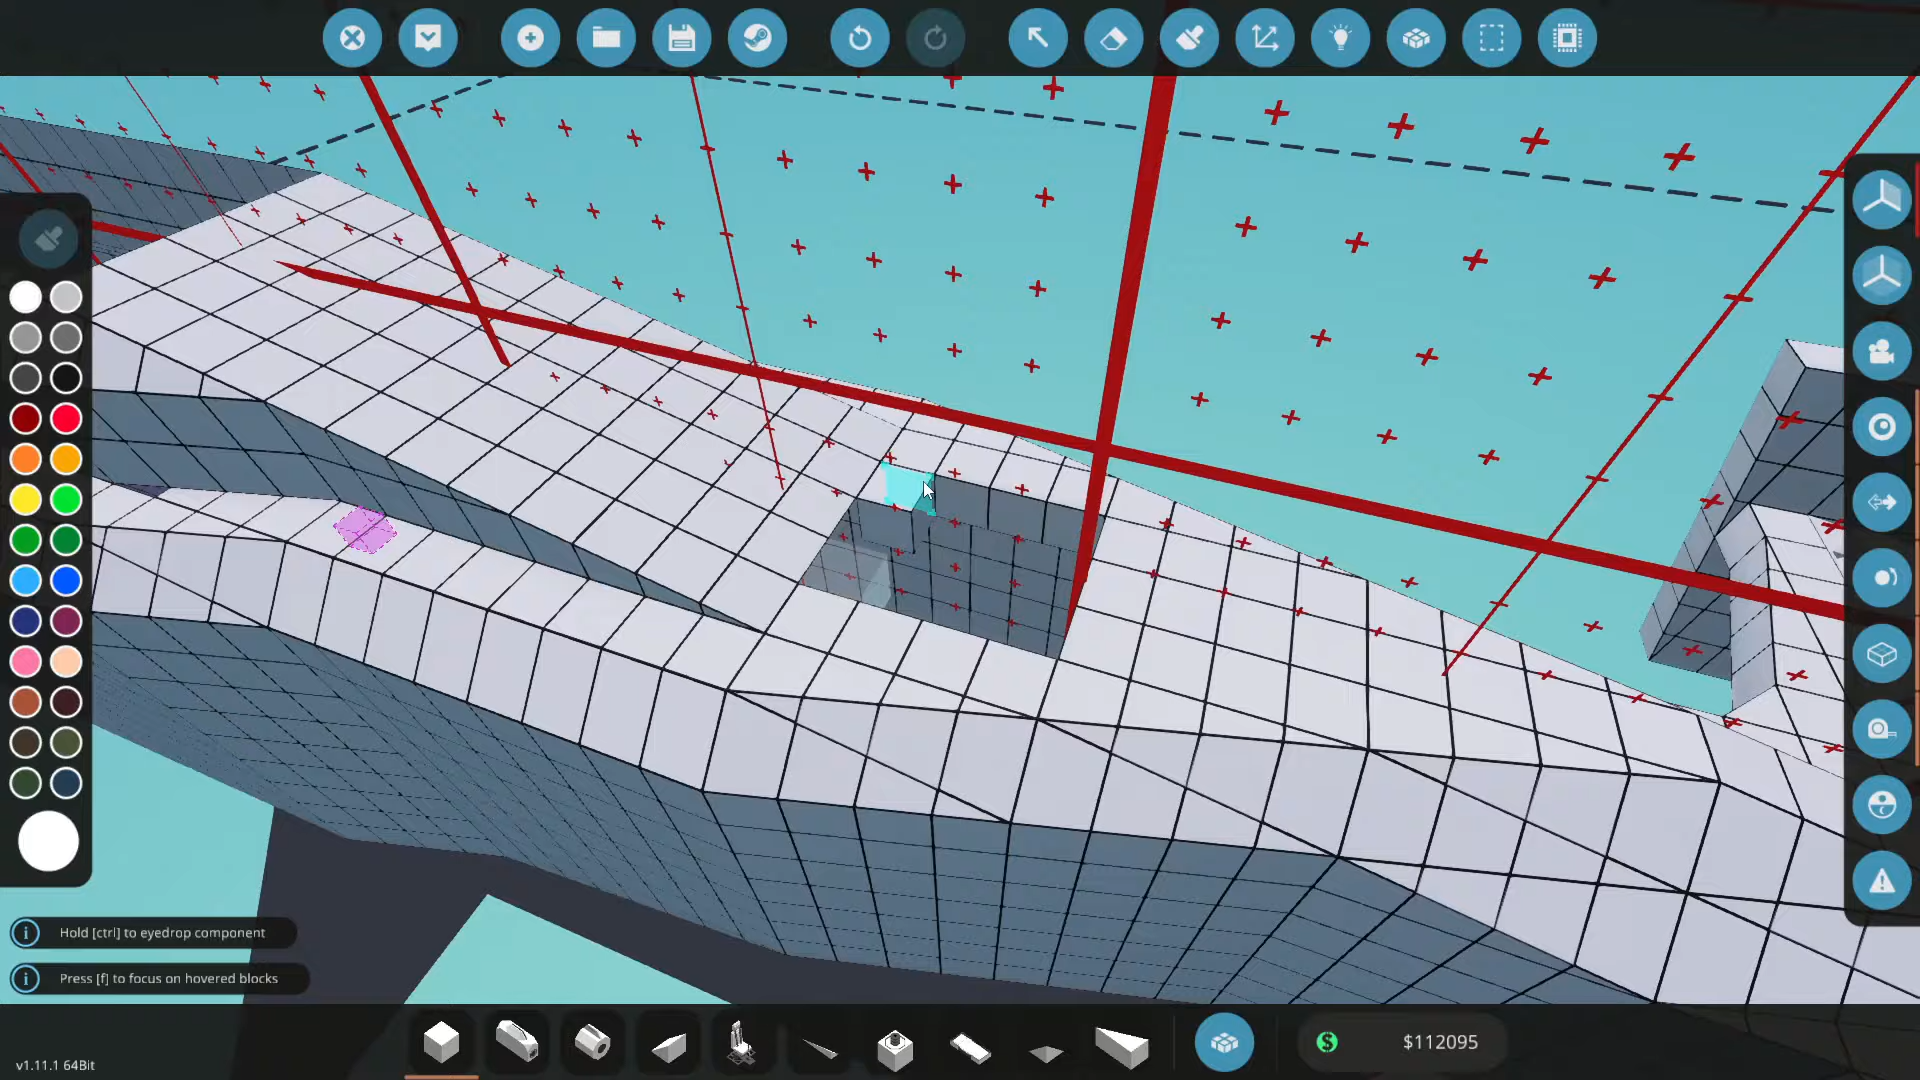 Hold [ctrl] to eyedrop component
Press [f] to focus on hovered blocks
v1.11.1 64Bit
$
$112095